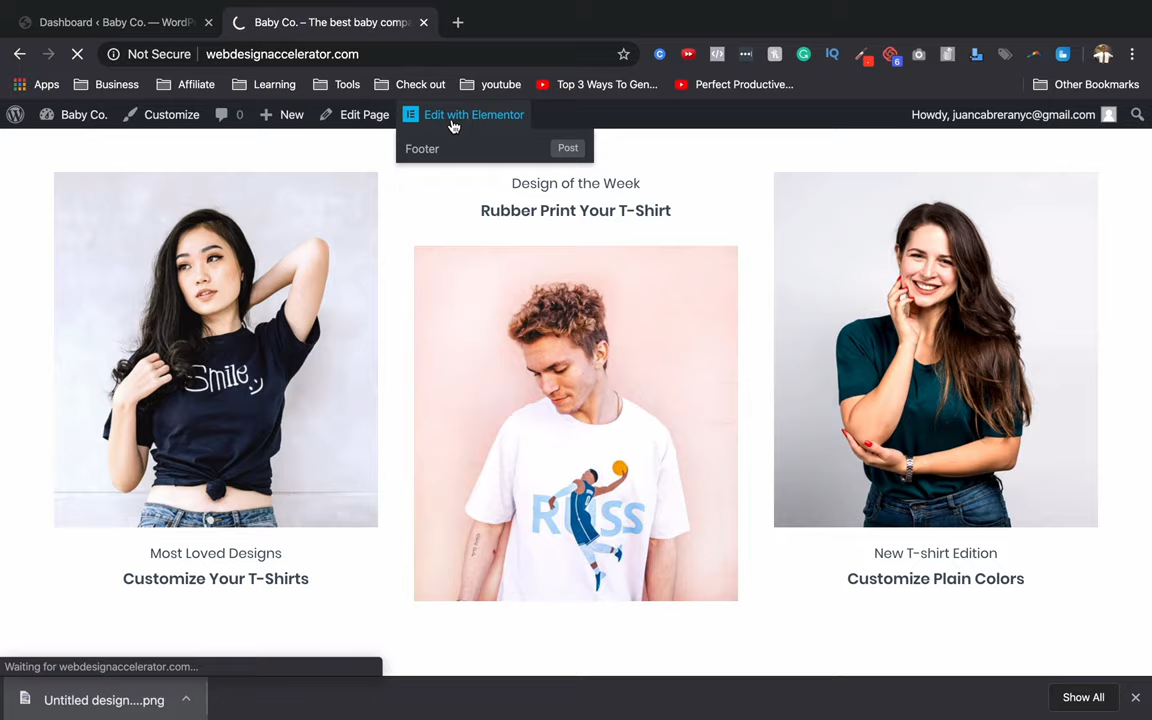 Dashboard ‹ Baby Co. — WordP
Baby Co. – The best baby compa
Not Secure
webdesignaccelerator.com
Apps
Business
Affiliate
Learning
Tools
Check out
youtube
Top 3 Ways To Gen...
Perfect Productive...
Other Bookmarks
Baby Co.
Customize
0
New
Edit Page
Edit with Elementor
Howdy, juancabreranyc@gmail.com
Footer
Post
Design of the Week
Rubber Print Your T-Shirt
Smile
RUSS
Most Loved Designs
Customize Your T-Shirts
New T-shirt Edition
Customize Plain Colors
Waiting for webdesignaccelerator.com...
Untitled design....png
Show All